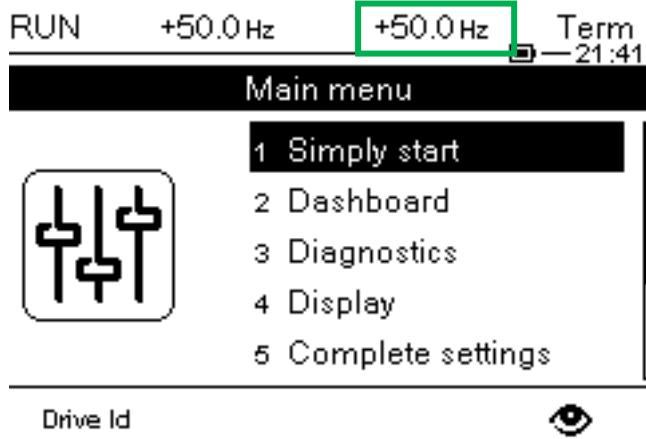 RUN +50.0 Hz +50.0 Hz Term
21:41
Main menu
1 Simply start
2 Dashboard
3 Diagnostics
4 Display
5 Complete settings
Drive Id